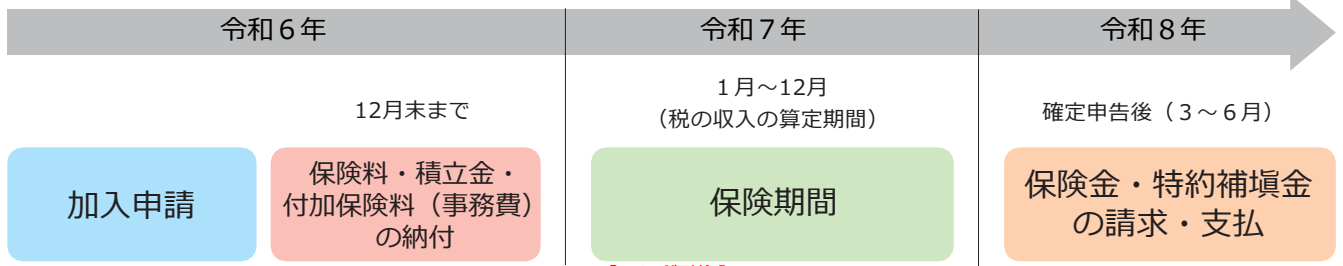 令和６年
令和７年
令和８年
12月末まで
１月～12月
（税の収入の算定期間）
確定申告後（３～６月）
加入申請
保険料・積立金・
付加保険料（事務費）
の納付
保険期間
保険金・特約補塡金
の請求・支払